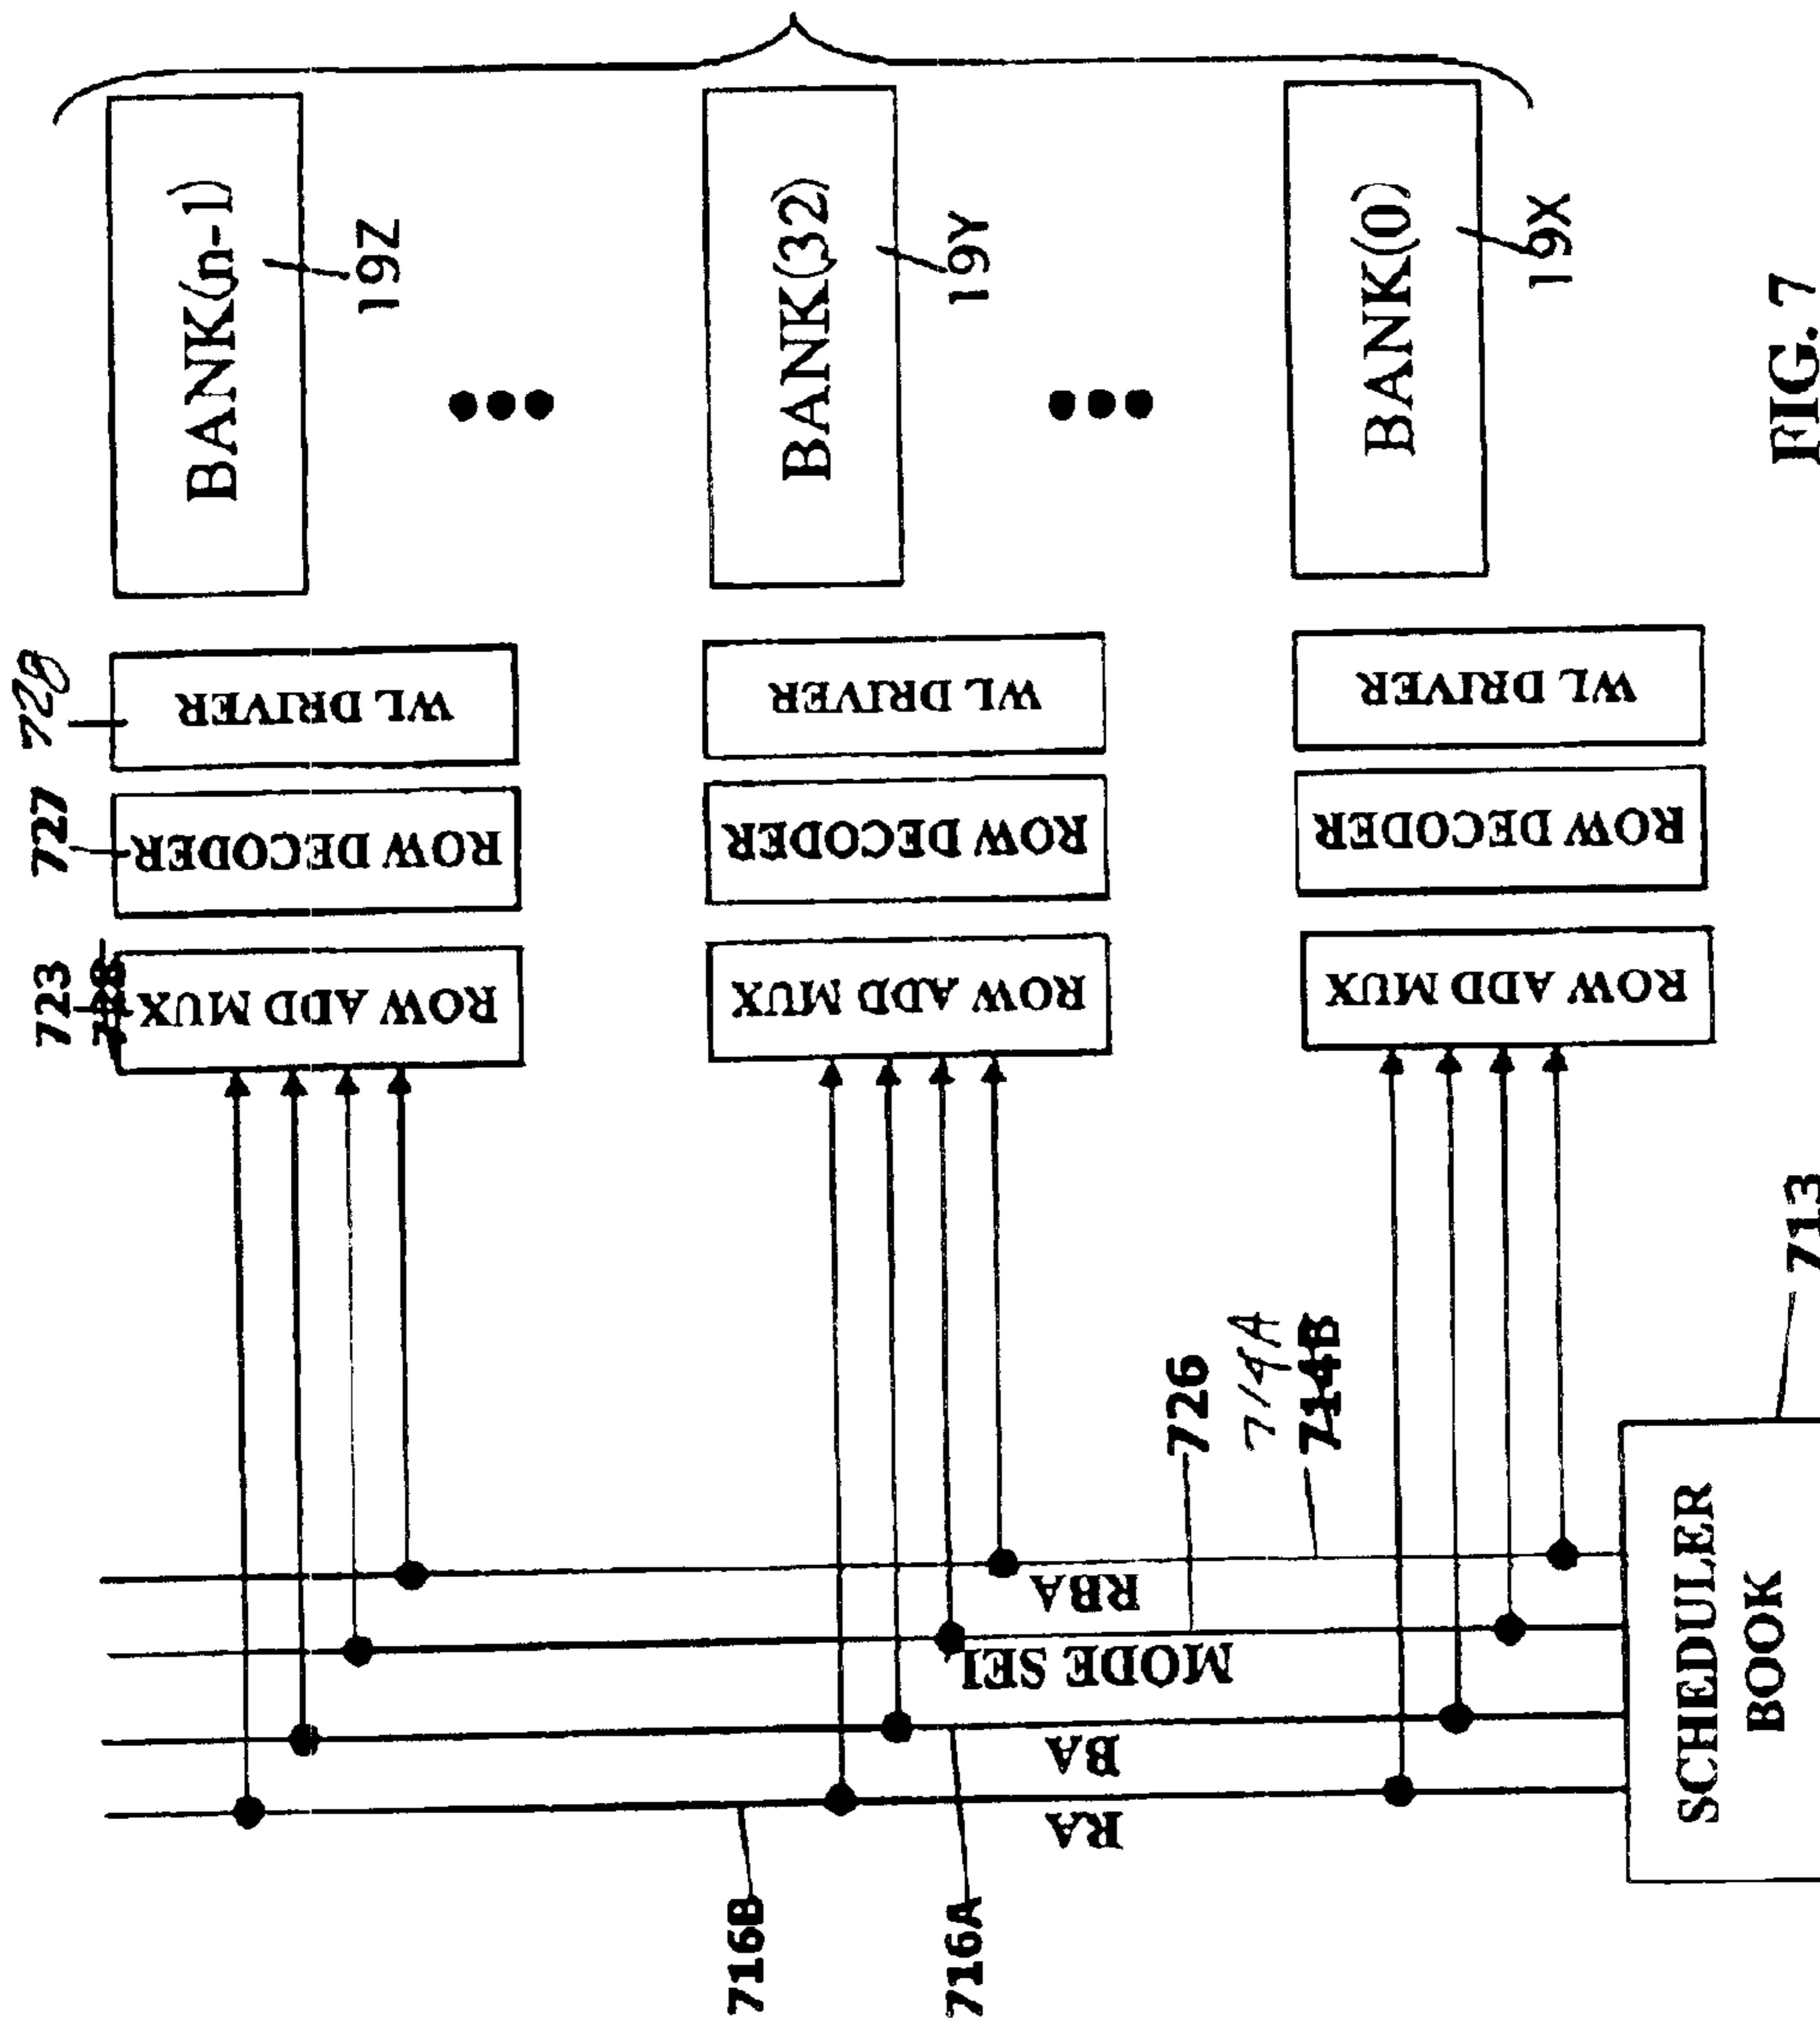 BANK(n-1)
19Z
BANK(32)
19Y
BANK(0)
19X
728
WL DRIVER
WL DRIVER
WL DRIVER
727
ROW DECODER
ROW DECODER
ROW DECODER
723
ROW ADD MUX
ROW ADD MUX
ROW ADD MUX
726
714A
714B
RBA
MODE SEL
BA
RA
716B
716A
SCHEDULER
BOOK
713
FIG. 7